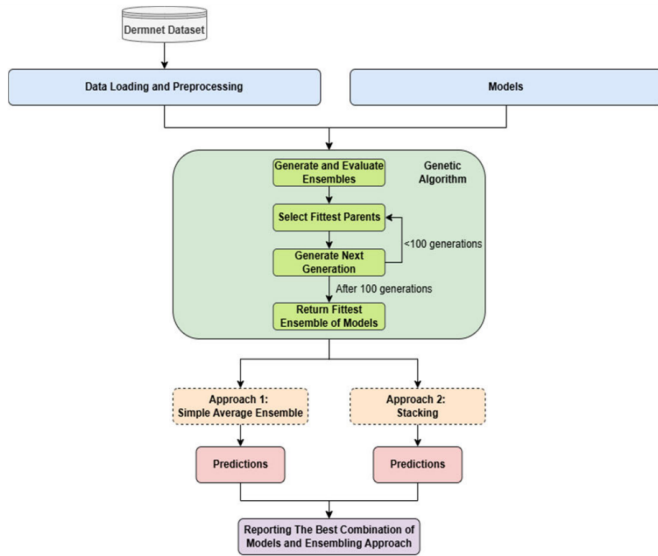 Dermnet Dataset
Data Loading and Preprocessing
Models
Generate and Evaluate
Ensembles
Genetic
Algorithm
Select Fittest Parents
<100 generations
Generate Next
Generation
After 100 generations
Return Fittest
Ensemble of Models
Approach 1:
Simple Average Ensemble
Approach 2:
Stacking
Predictions
Predictions
Reporting The Best Combination of
Models and Ensembling Approach